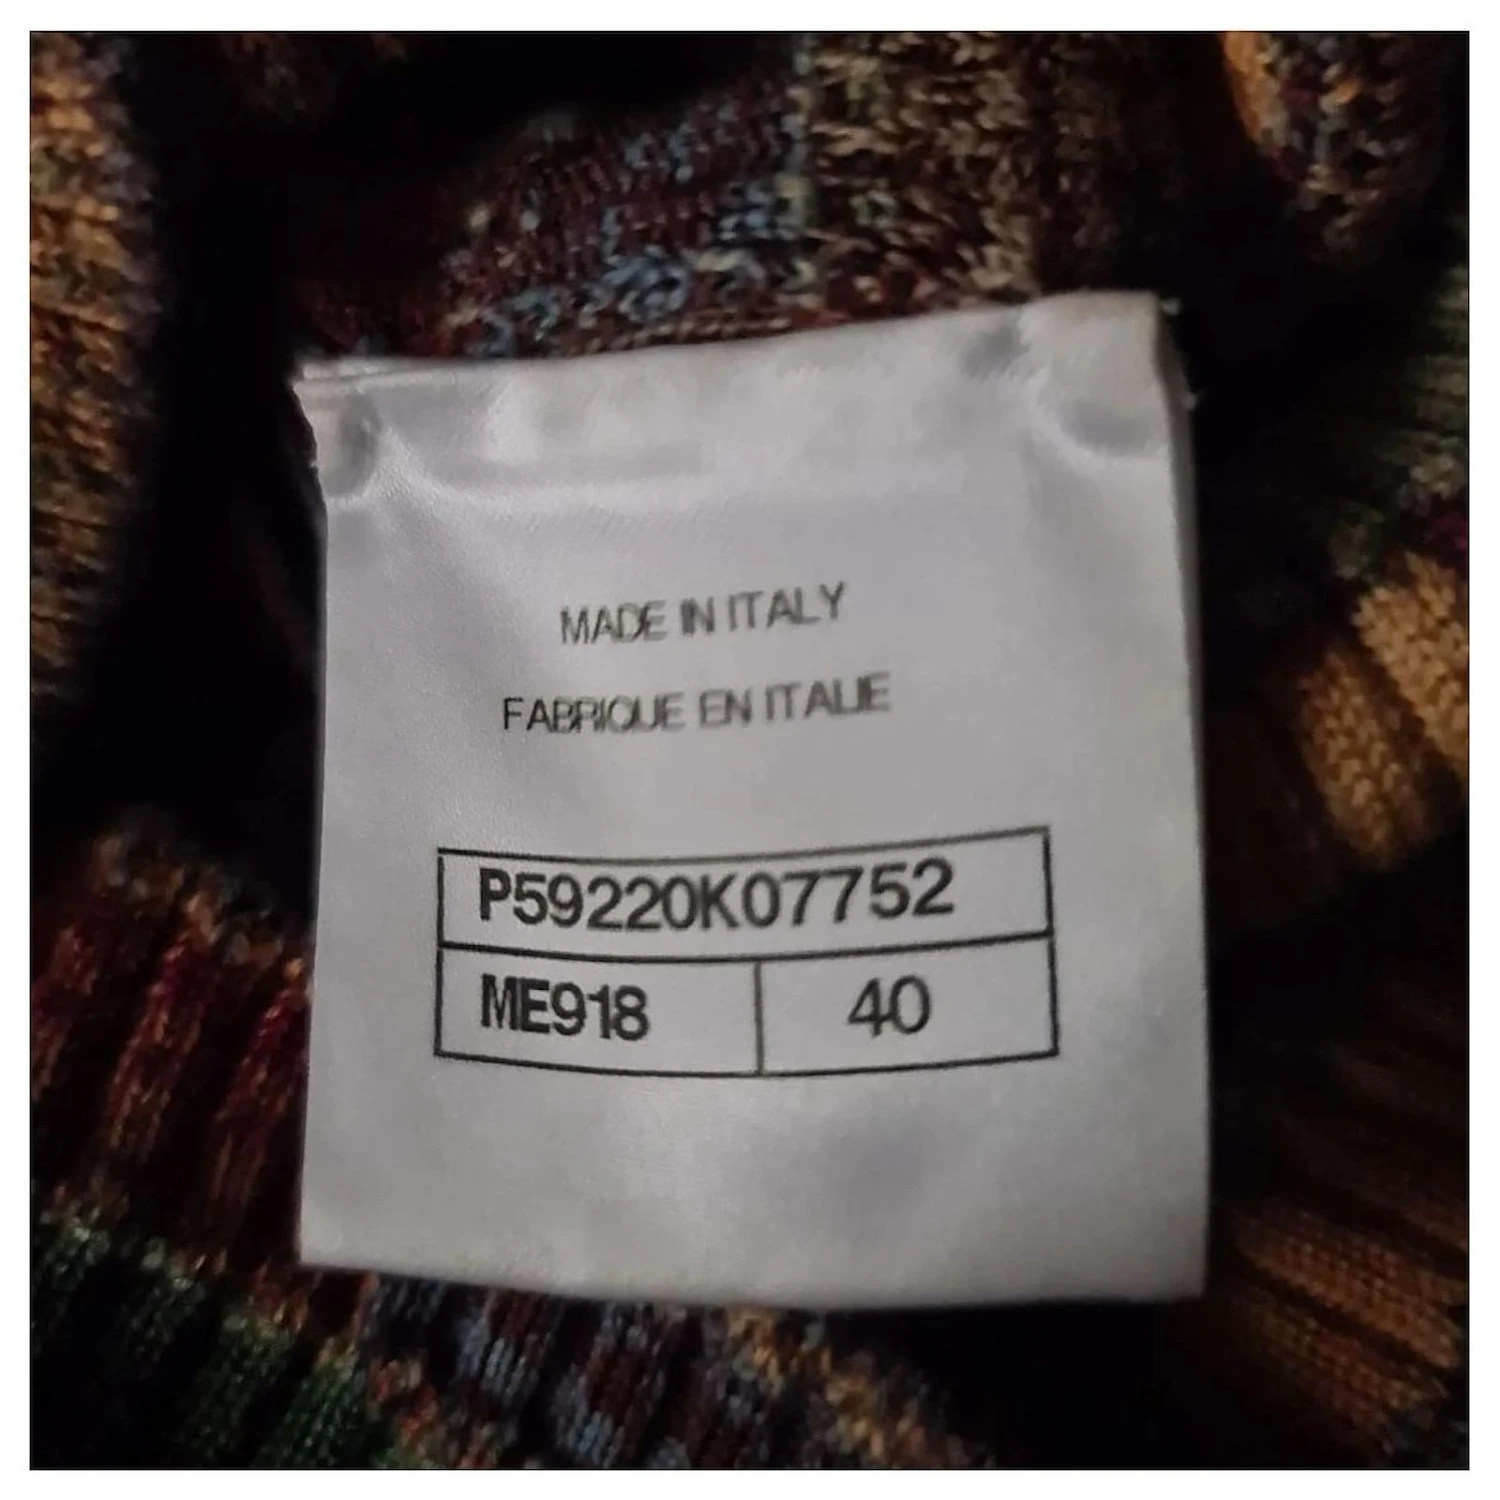 MADE IN ITALY
FABRIQUE EN ITALIE
P59220K07752
ME918 40